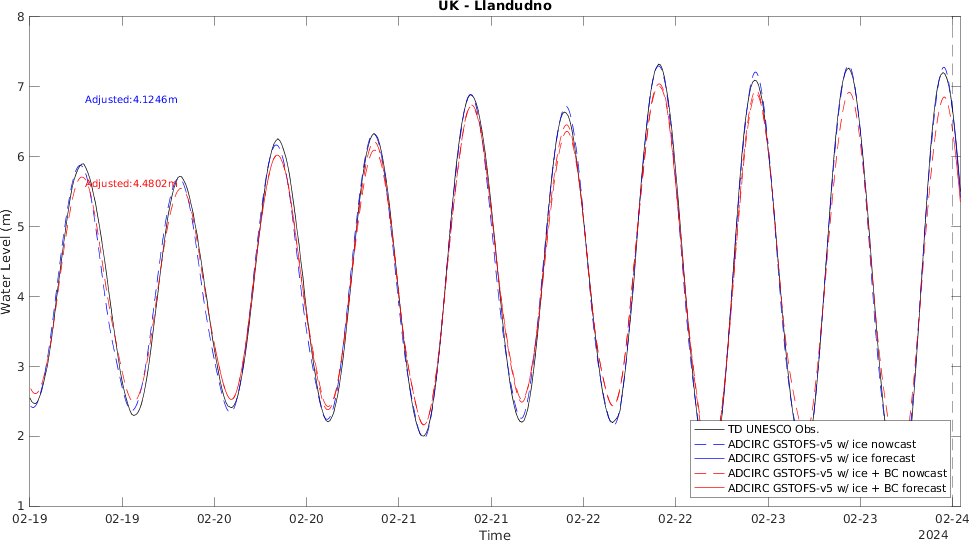 UK - Llandudno
8
7
6
5
4
3
2
1
Water Level (m)
Adjusted:4.1246m
Adjusted:4.4802m
TD UNESCO Obs.
ADCIRC GSTOFS-v5 w/ ice nowcast
ADCIRC GSTOFS-v5 w/ ice forecast
ADCIRC GSTOFS-v5 w/ ice + BC nowcast
ADCIRC GSTOFS-v5 w/ ice + BC forecast
02-19 02-19 02-20 02-20 02-21 02-21 02-22 02-22 02-23 02-23 02-24
Time
2024